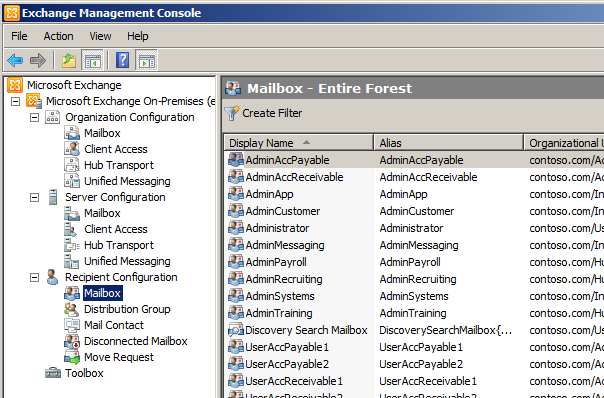 Exchange Management Console
File Action View Help
Microsoft Exchange
Microsoft Exchange On-Premises (e
Organization Configuration
Mailbox
Client Access
Hub Transport
Unified Messaging
Server Configuration
Mailbox
Client Access
Hub Transport
Unified Messaging
Recipient Configuration
Mailbox
Distribution Group
Mail Contact
Disconnected Mailbox
Move Request
Toolbox
Mailbox - Entire Forest
Create Filter
Display Name Alias Organizational U
AdminAccPayable AdminAccPayable contoso.com/Ac
AdminAccReceivable AdminAccReceivable contoso.com/Ac
AdminApp AdminApp contoso.com/In
AdminCustomer AdminCustomer contoso.com/In
Administrator Administrator contoso.com/Us
AdminMessaging AdminMessaging contoso.com/In
AdminPayroll AdminPayroll contoso.com/Hu
AdminRecruiting AdminRecruiting contoso.com/Hu
AdminSystems AdminSystems contoso.com/In
AdminTraining AdminTraining contoso.com/Hu
Discovery Search Mailbox DiscoverySearchMailbox{... contoso.com/Us
UserAccPayable1 UserAccPayable1 contoso.com/Ac
UserAccPayable2 UserAccPayable2 contoso.com/Ac
UserAccReceivable1 UserAccReceivable1 contoso.com/Ac
UserAccReceivable2 UserAccReceivable2 contoso.com/Ac